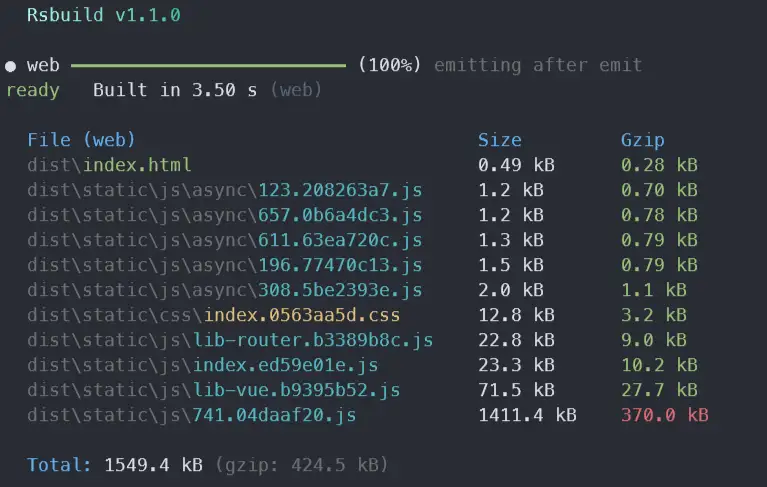 Rsbuild v1.1.0
● web ━━━━━━━━━━━━━━━━━━━━━━━━━ (100%) emitting after emit
ready Built in 3.50 s (web)
File (web) Size Gzip
dist\index.html 0.49 kB 0.28 kB
dist\static\js\async\123.208263a7.js 1.2 kB 0.70 kB
dist\static\js\async\657.0b6a4dc3.js 1.2 kB 0.78 kB
dist\static\js\async\611.63ea720c.js 1.3 kB 0.79 kB
dist\static\js\async\196.77470c13.js 1.5 kB 0.79 kB
dist\static\js\async\308.5be2393e.js 2.0 kB 1.1 kB
dist\static\css\index.0563aa5d.css 12.8 kB 3.2 kB
dist\static\js\lib-router.b3389b8c.js 22.8 kB 9.0 kB
dist\static\js\index.ed59e01e.js 23.3 kB 10.2 kB
dist\static\js\lib-vue.b9395b52.js 71.5 kB 27.7 kB
dist\static\js\741.04daaf20.js 1411.4 kB 370.0 kB
Total: 1549.4 kB (gzip: 424.5 kB)